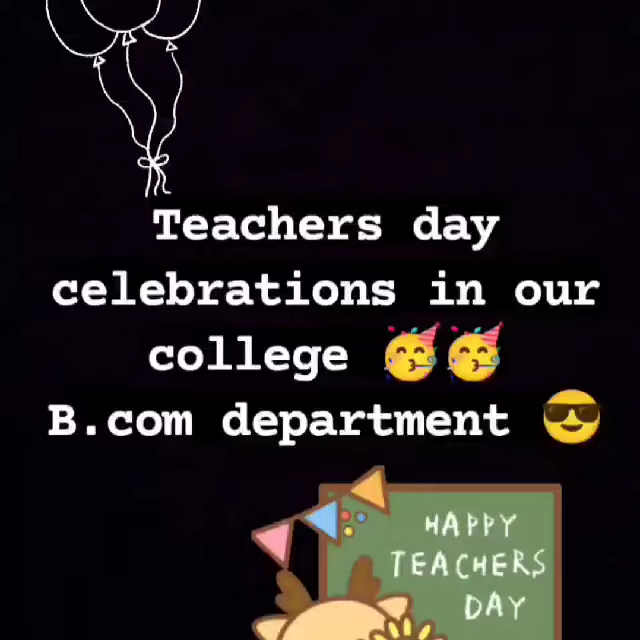 Teachers day
celebrations in our
college 🥳🥳
B.com department 😎
HAPPY
TEACHERS
DAY